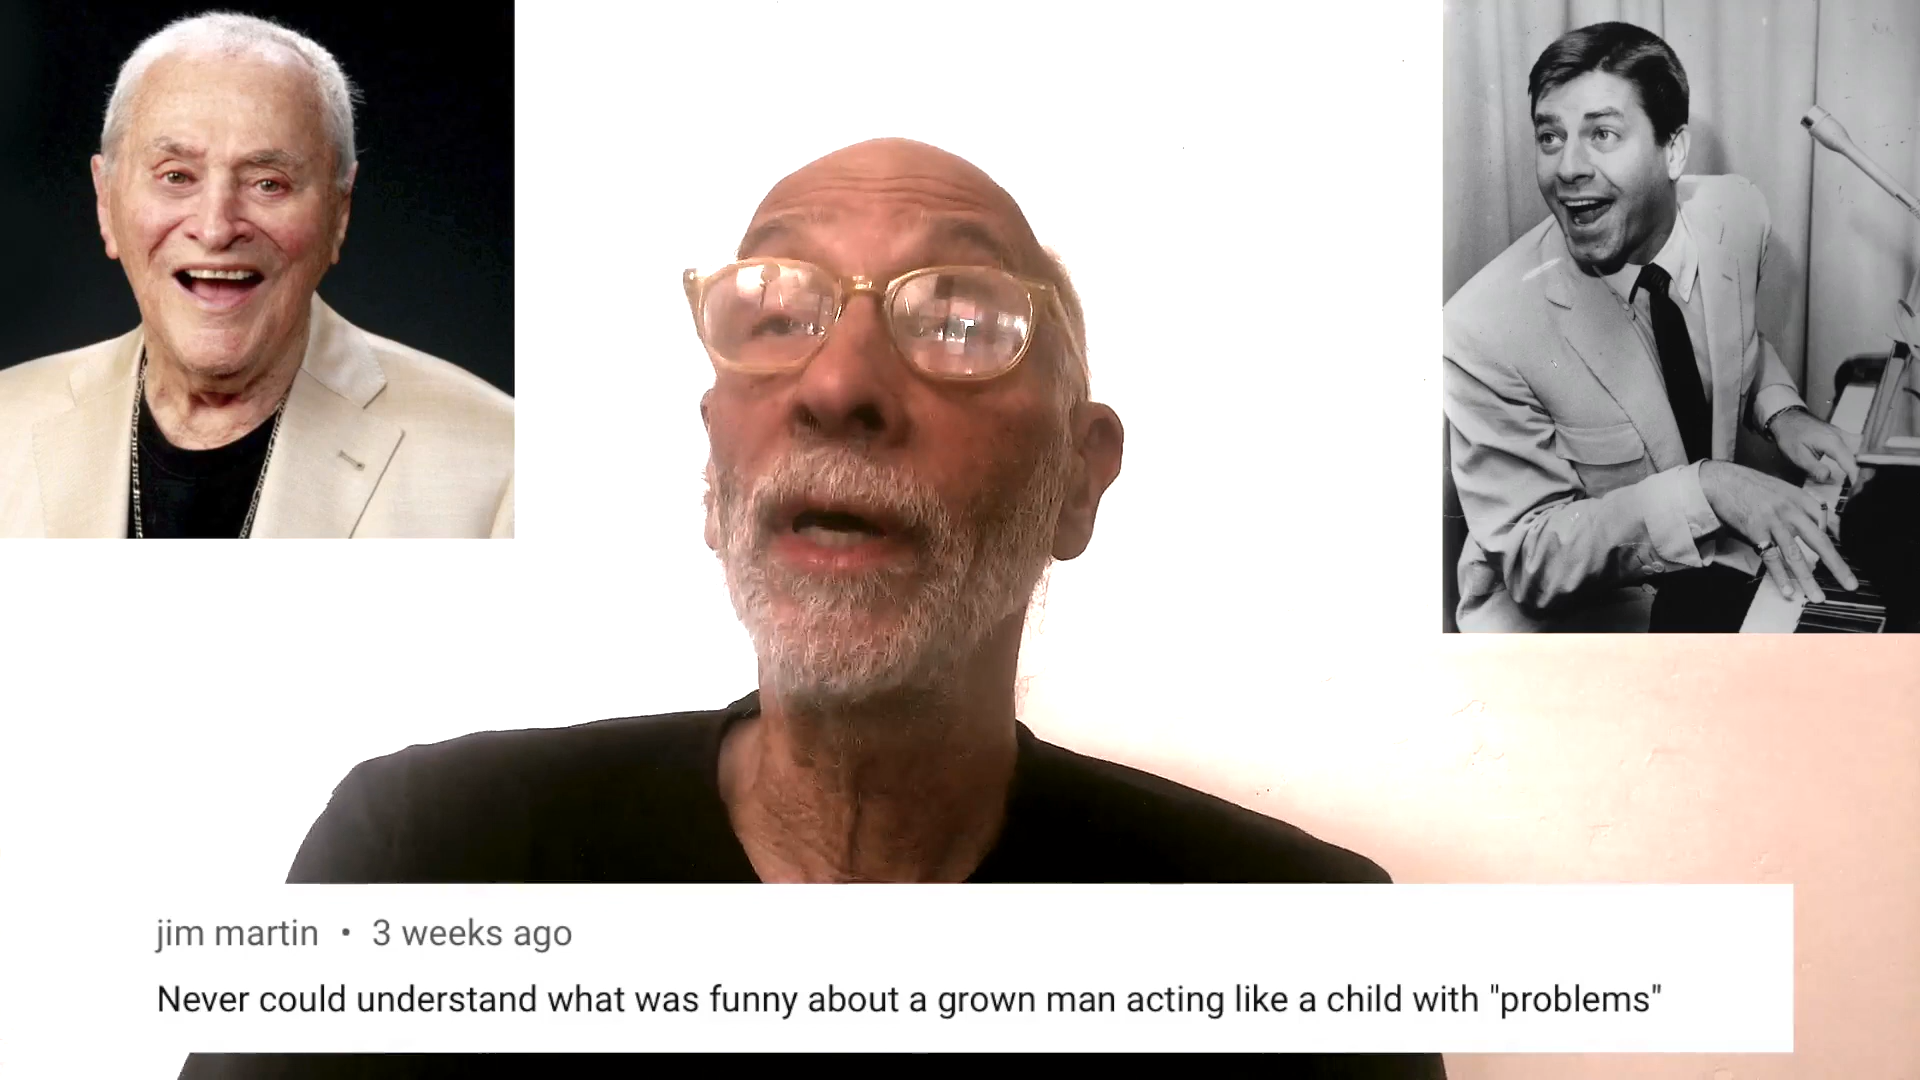 jim martin • 3 weeks ago
Never could understand what was funny about a grown man acting like a child with "problems"